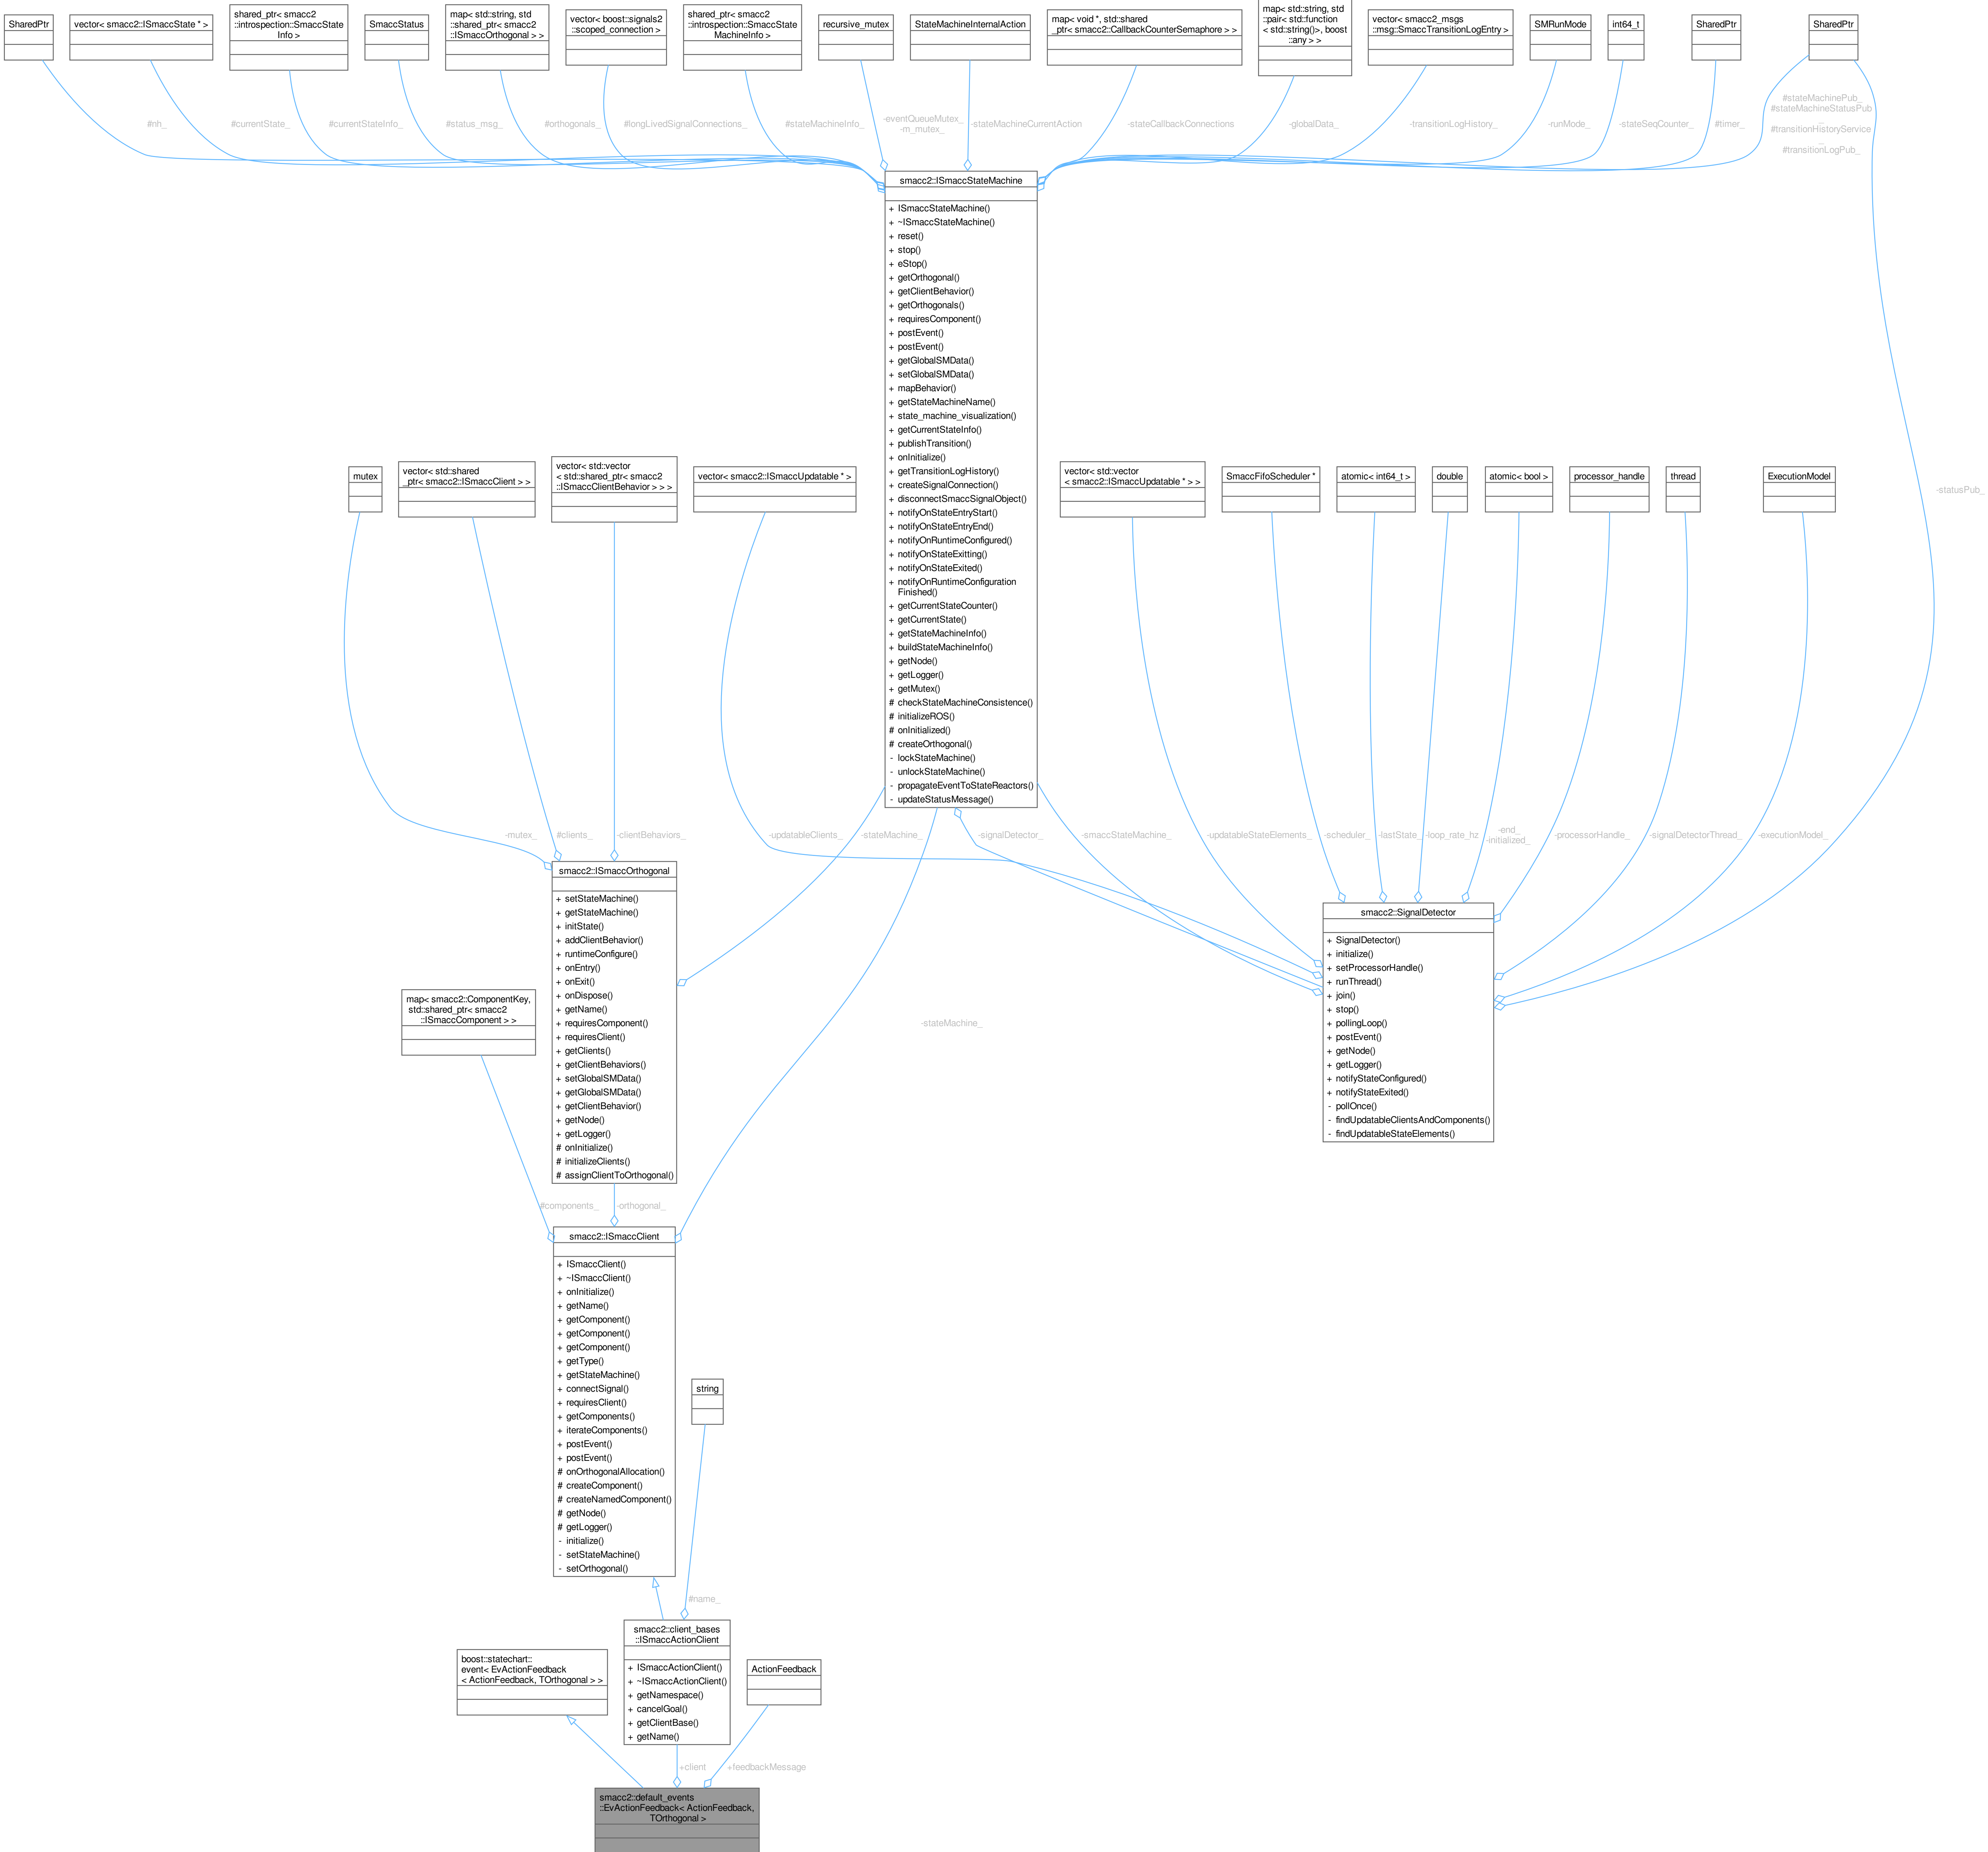 SharedPtr
vector< smacc2::ISmaccState * >
shared_ptr< smacc2
::introspection::SmaccState
Info >
SmaccStatus
map< std::string, std
::shared_ptr< smacc2
::ISmaccOrthogonal > >
vector< boost::signals2
::scoped_connection >
shared_ptr< smacc2
::introspection::Smacc
StateMachineInfo >
recursive_mutex
StateMachineInternalAction
map< void *, std::shared
_ptr< smacc2::CallbackCounterSemaphore > >
map< std::string, std
::pair< std::function
< std::string()>, boost
::any > >
vector< smacc2_msgs
::msg::SmaccTransitionLogEntry >
SMRunMode
int64_t
SharedPtr
SharedPtr
#nh_
#currentState_
#currentStateInfo_
#status_msg_
#orthogonals_
#longLivedSignalConnections_
#stateMachineInfo_
-eventQueueMutex_
-m_mutex_
-stateMachineCurrentAction
-stateCallbackConnections
-globalData_
-transitionLogHistory_
-runMode_
-stateSeqCounter_
#timer_
#stateMachinePub_
#stateMachineStatusPub
_
#transitionHistoryService
_
#transitionLogPub_
smacc2::ISmaccStateMachine
+ ISmaccStateMachine()
+ ~ISmaccStateMachine()
+ reset()
+ stop()
+ eStop()
+ getOrthogonal()
+ getClientBehavior()
+ getOrthogonals()
+ requiresComponent()
+ postEvent()
+ postEvent()
+ getGlobalSMData()
+ setGlobalSMData()
+ mapBehavior()
+ getStateMachineName()
+ state_machine_visualization()
+ getCurrentStateInfo()
+ publishTransition()
+ onInitialize()
+ getTransitionLogHistory()
+ createSignalConnection()
+ disconnectSmaccSignalObject()
+ notifyOnStateEntryStart()
+ notifyOnStateEntryEnd()
+ notifyOnRuntimeConfigured()
+ notifyOnStateExitting()
+ notifyOnStateExited()
+ notifyOnRuntimeConfiguration
Finished()
+ getCurrentStateCounter()
+ getCurrentState()
+ getStateMachineInfo()
+ buildStateMachineInfo()
+ getNode()
+ getLogger()
+ getMutex()
# checkStateMachineConsistence()
# initializeROS()
# onInitialized()
# createOrthogonal()
- lockStateMachine()
- unlockStateMachine()
- propagateEventToStateReactors()
- updateStatusMessage()
mutex
vector< std::shared
_ptr< smacc2::ISmaccClient > >
vector< std::vector
< std::shared_ptr< smacc2
::ISmaccClientBehavior > > >
vector< smacc2::ISmaccUpdatable * >
vector< std::vector
< smacc2::ISmaccUpdatable * > >
SmaccFifoScheduler *
atomic< int64_t >
double
atomic< bool >
processor_handle
thread
ExecutionModel
-statusPub_
-mutex_
#clients_
-clientBehaviors_
-updatableClients_
-stateMachine_
-signalDetector_
-smaccStateMachine_
-updatableStateElements_
-scheduler_
-lastState_
-loop_rate_hz
-end_
-initialized_
-processorHandle_
-signalDetectorThread_
-executionModel_
smacc2::ISmaccOrthogonal
+ setStateMachine()
+ getStateMachine()
+ initState()
+ addClientBehavior()
+ runtimeConfigure()
+ onEntry()
+ onExit()
+ onDispose()
+ getName()
+ requiresComponent()
+ requiresClient()
+ getClients()
+ getClientBehaviors()
+ setGlobalSMData()
+ getGlobalSMData()
+ getClientBehavior()
+ getNode()
+ getLogger()
# onInitialize()
# initializeClients()
# assignClientToOrthogonal()
smacc2::SignalDetector
+ SignalDetector()
+ initialize()
+ setProcessorHandle()
+ runThread()
+ join()
+ stop()
+ pollingLoop()
+ postEvent()
+ getNode()
+ getLogger()
+ notifyStateConfigured()
+ notifyStateExited()
- pollOnce()
- findUpdatableClientsAndComponents()
- findUpdatableStateElements()
map< smacc2::ComponentKey,
std::shared_ptr< smacc2
::ISmaccComponent > >
-stateMachine_
#components_
-orthogonal_
smacc2::ISmaccClient
+ ISmaccClient()
+ ~ISmaccClient()
+ onInitialize()
+ getName()
+ getComponent()
+ getComponent()
+ getComponent()
+ getType()
+ getStateMachine()
+ connectSignal()
+ requiresClient()
+ getComponents()
+ iterateComponents()
+ postEvent()
+ postEvent()
# onOrthogonalAllocation()
# createComponent()
# createNamedComponent()
# getNode()
# getLogger()
- initialize()
- setStateMachine()
- setOrthogonal()
string
#name_
smacc2::client_bases
::ISmaccActionClient
+ ISmaccActionClient()
+ ~ISmaccActionClient()
+ getNamespace()
+ cancelGoal()
+ getClientBase()
+ getName()
boost::statechart::
event< EvActionFeedback
< ActionFeedback, TOrthogonal > >
ActionFeedback
+client
+feedbackMessage
smacc2::default_events
::EvActionFeedback< ActionFeedback,
TOrthogonal >